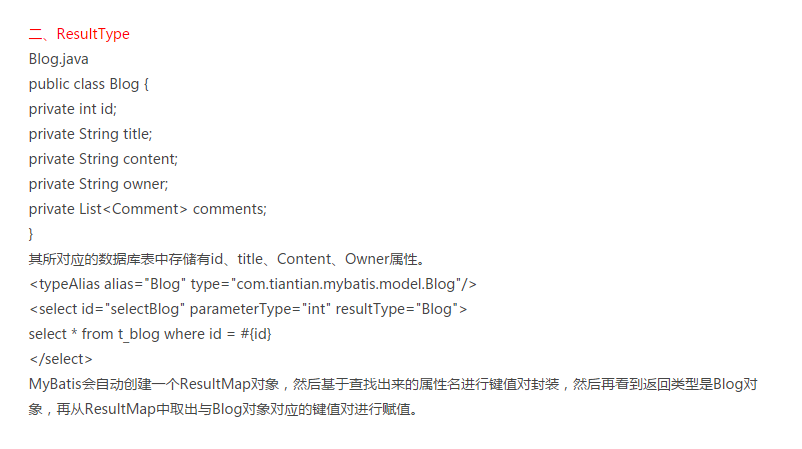 二、ResultType
Blog.java
public class Blog {
private int id;
private String title;
private String content;
private String owner;
private List<Comment> comments;
}
其所对应的数据库表中存储有id、title、Content、Owner属性。
<typeAlias alias="Blog" type="com.tiantian.mybatis.model.Blog"/>
<select id="selectBlog" parameterType="int" resultType="Blog">
select * from t_blog where id = #{id}
</select>
MyBatis会自动创建一个ResultMap对象，然后基于查找出来的属性名进行键值对封装，然后再看到返回类型是Blog对
象，再从ResultMap中取出与Blog对象对应的键值对进行赋值。